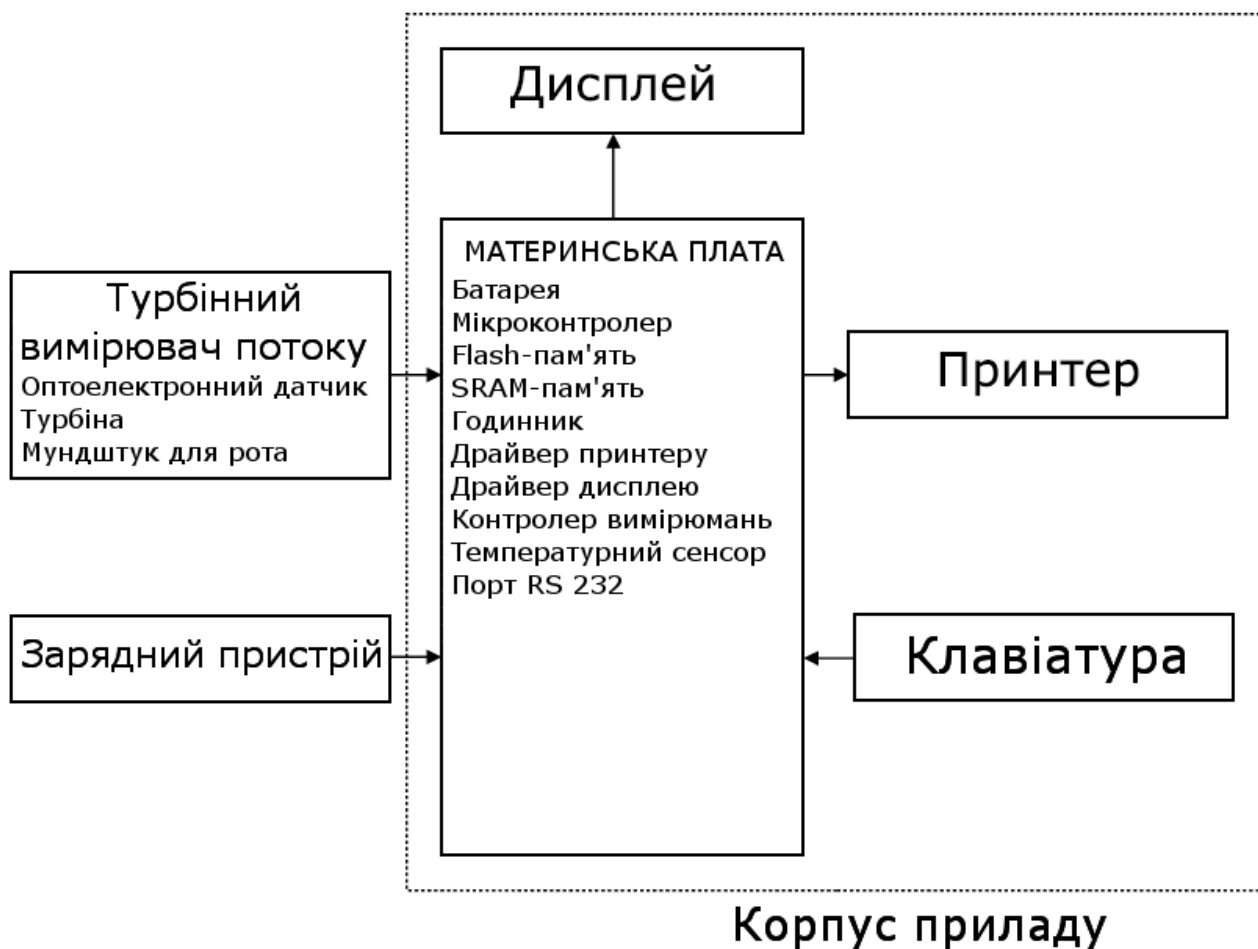 Дисплей
МАТЕРИНСЬКА ПЛАТА
Батарея
Мікроконтролер
Flash-пам'ять
SRAM-пам'ять
Годинник
Драйвер принтеру
Драйвер дисплею
Контролер вимірюмань
Температурний сенсор
Порт RS 232
Турбінний
вимірювач потоку
Оптоелектронний датчик
Турбіна
Мундштук для рота
Принтер
Зарядний пристрій
Клавіатура
Корпус приладу